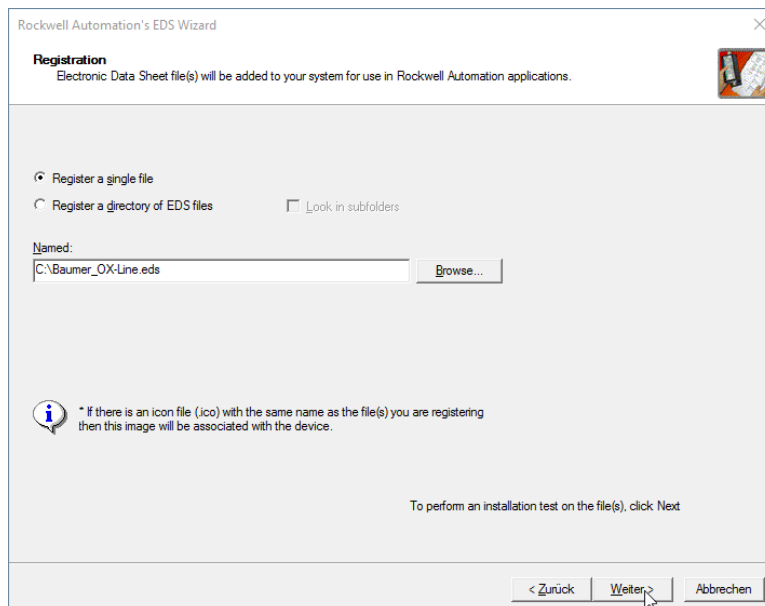 Rockwell Automation's EDS Wizard
Registration
Electronic Data Sheet file(s) will be added to your system for use in Rockwell Automation applications.
Register a single file
Register a directory of EDS files
Look in subfolders
Named:
C:\Baumer_OX-Line.eds
Browse...
* If there is an icon file (.ico) with the same name as the file(s) you are registering
then this image will be associated with the device.
To perform an installation test on the file(s), click Next
< Zurück
Weiter >
Abbrechen